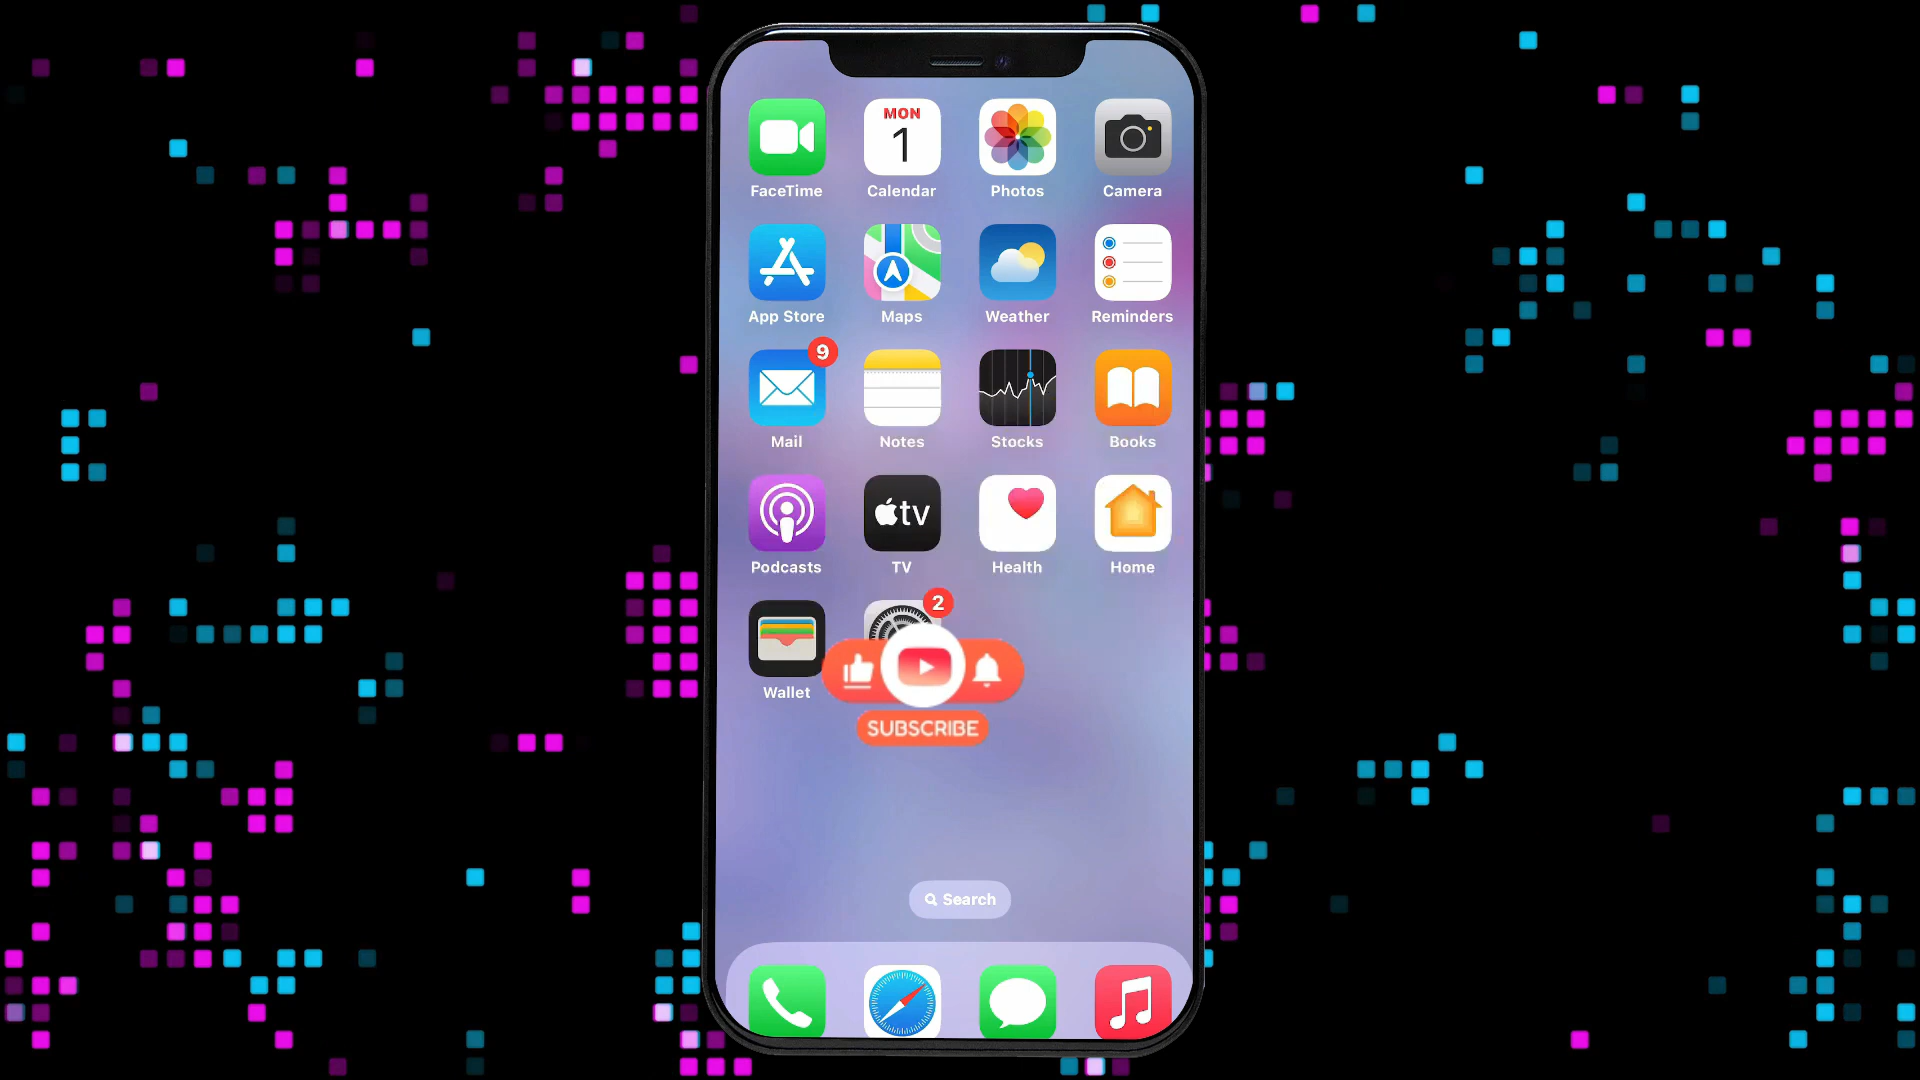 MON
1
FaceTime
Calendar
Photos
Camera
App Store
Maps
Weather
Reminders
9
Mail
Notes
Stocks
Books
tv
Podcasts
TV
Health
Home
2
Wallet
SUBSCRIBE
Search